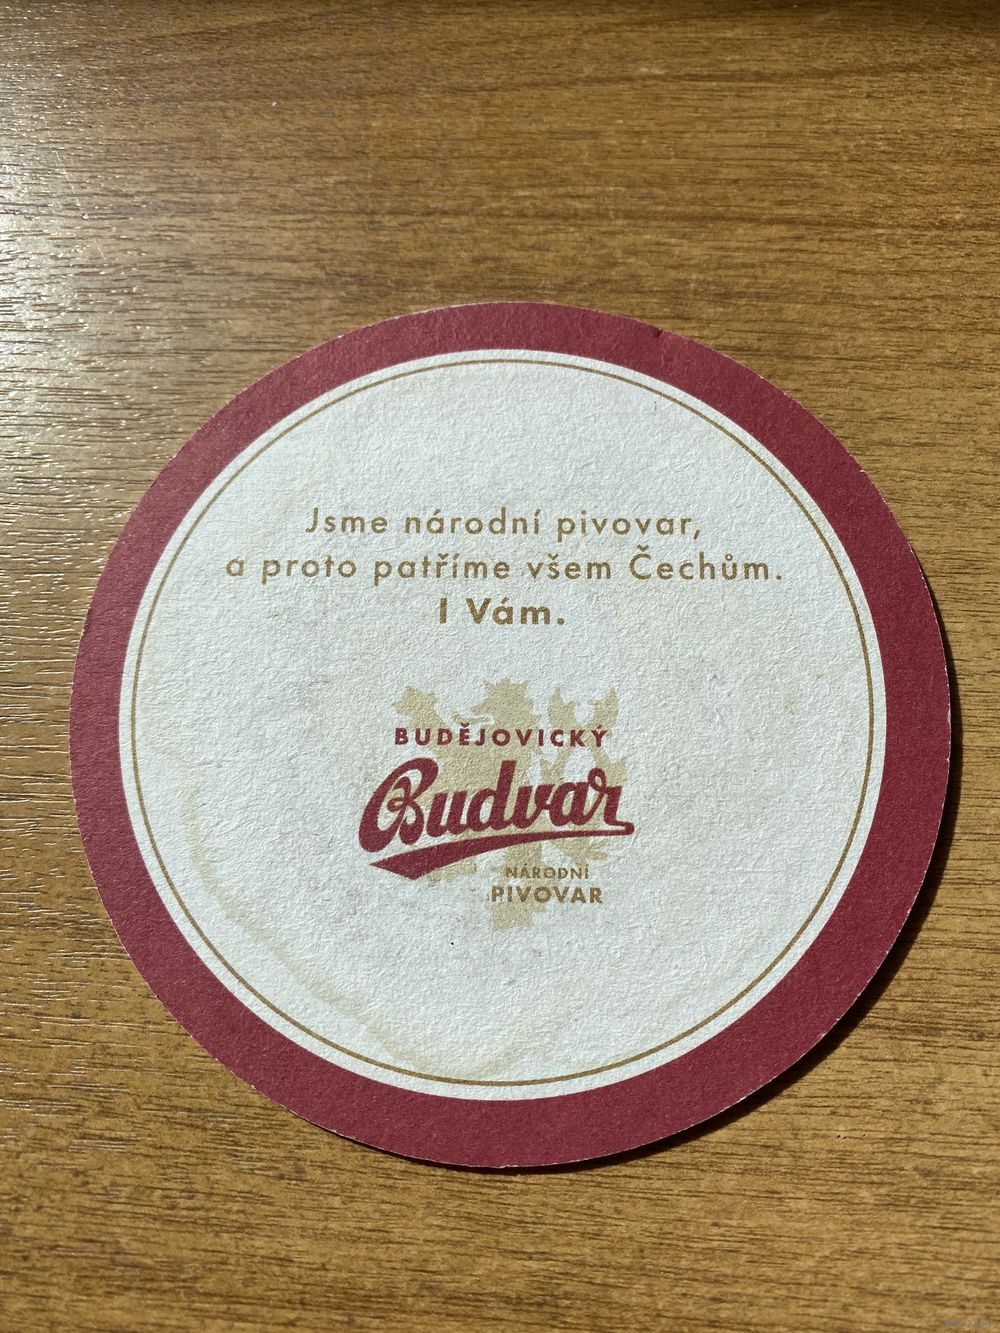 Jsme národní pivovar,
a proto patříme všem Čechům.
I Vám.
BUDĚJOVICKÝ
Budvar
NÁRODNÍ
PIVOVAR